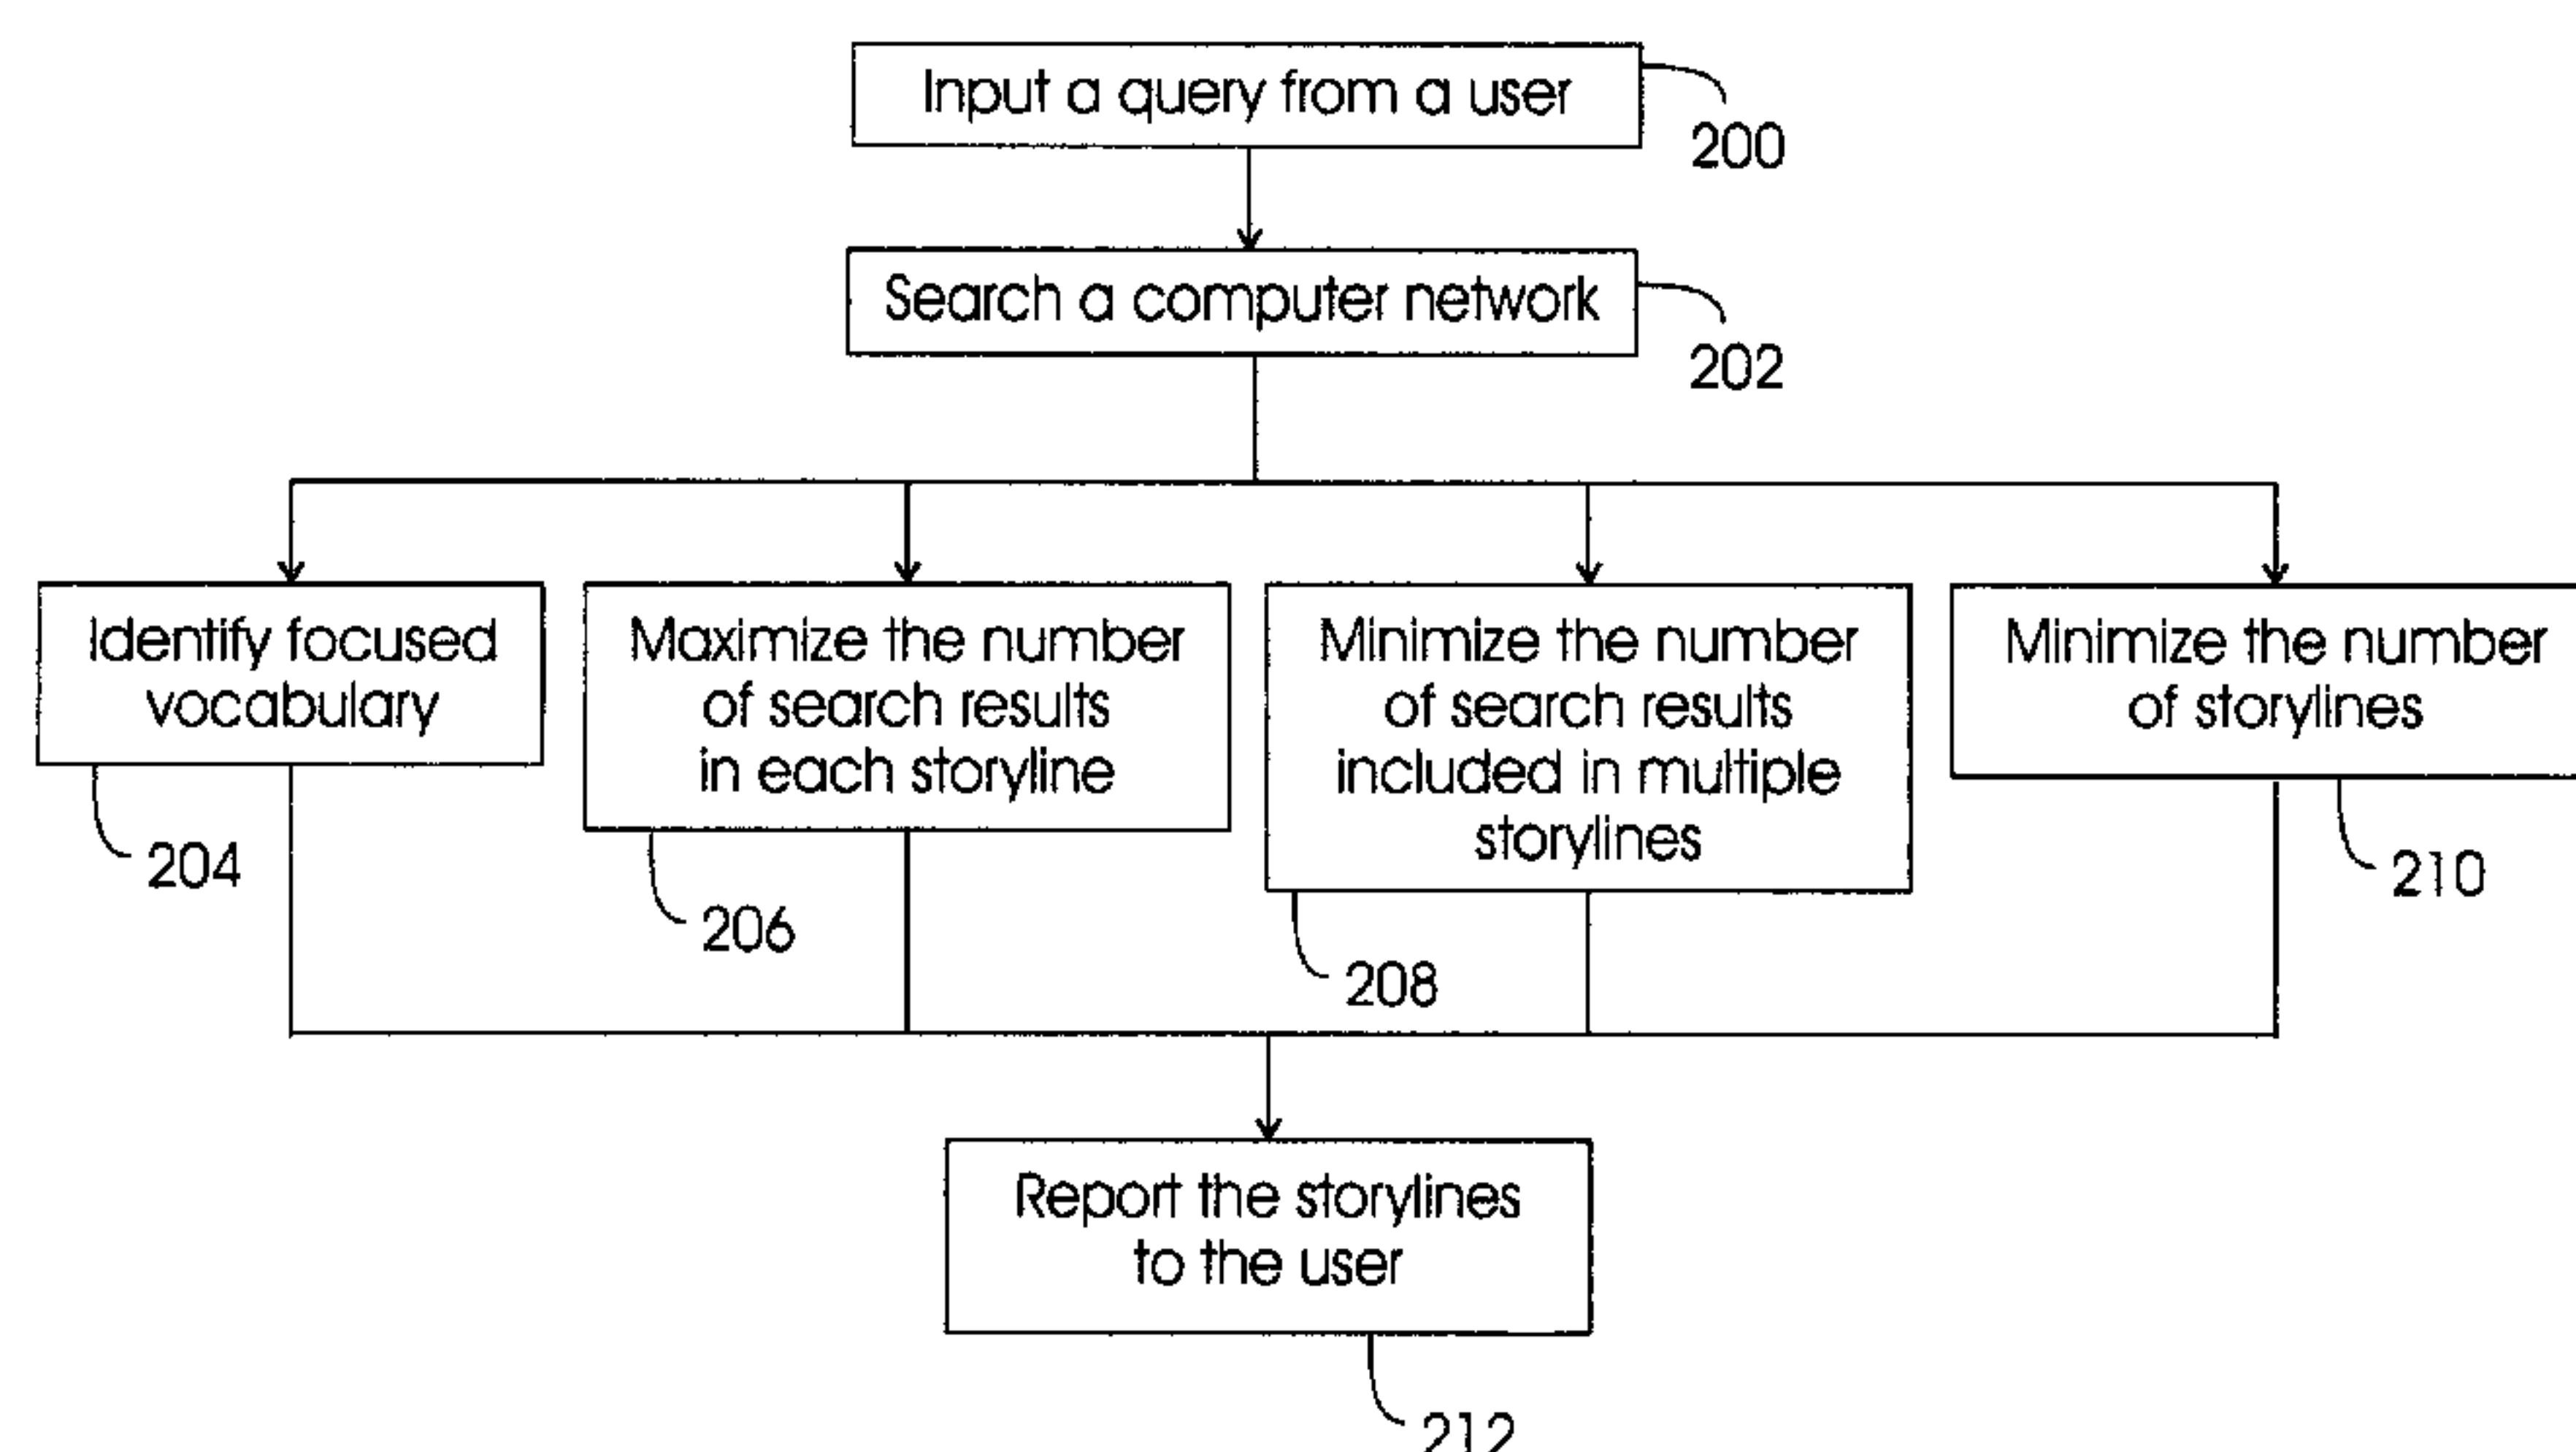 Input a query from a user
200
Search a computer network
202
Identify focused
vocabulary
204
Maximize the number
of search results
in each storyline
206
Minimize the number
of search results
included in multiple
storylines
208
Minimize the number
of storylines
210
Report the storylines
to the user
212